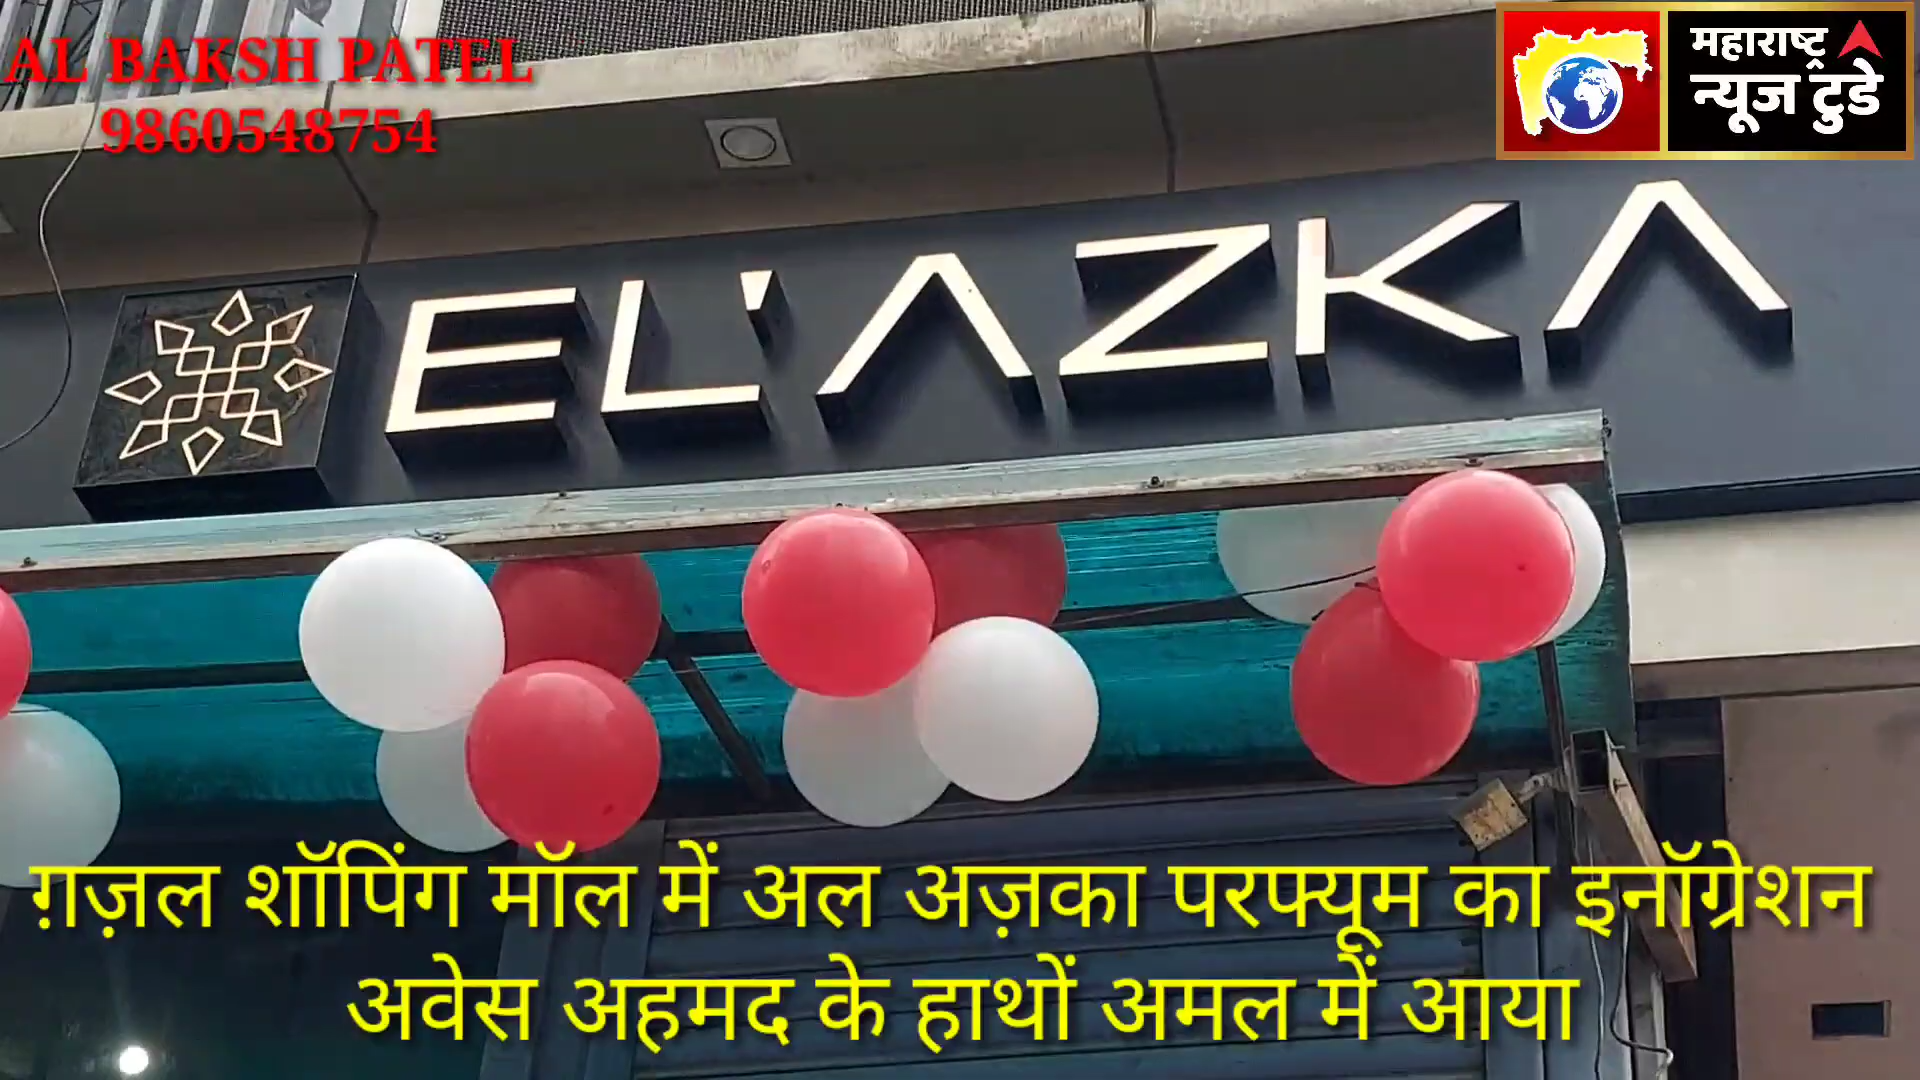 AL BAKSH PATEL
9860548754
महाराष्ट्र
न्यूज टुडे
EL'AZKA
ग़ज़ल शॉपिंग मॉल में अल अज़का परफ्यूम का इनॉग्रेशन
अवेस अहमद के हाथों अमल में आया